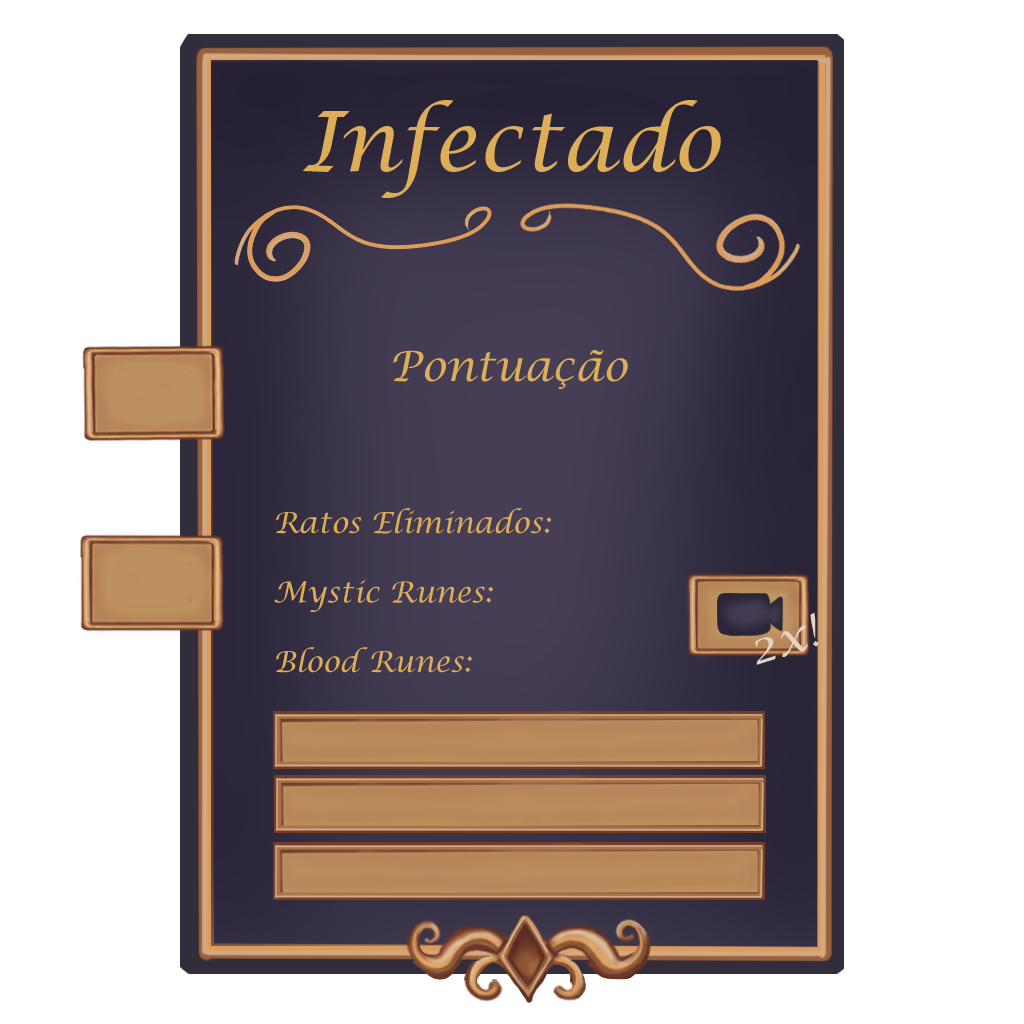 Infectado
Pontuação
Ratos Eliminados:
Mystic Runes:
2x!
Blood Runes: